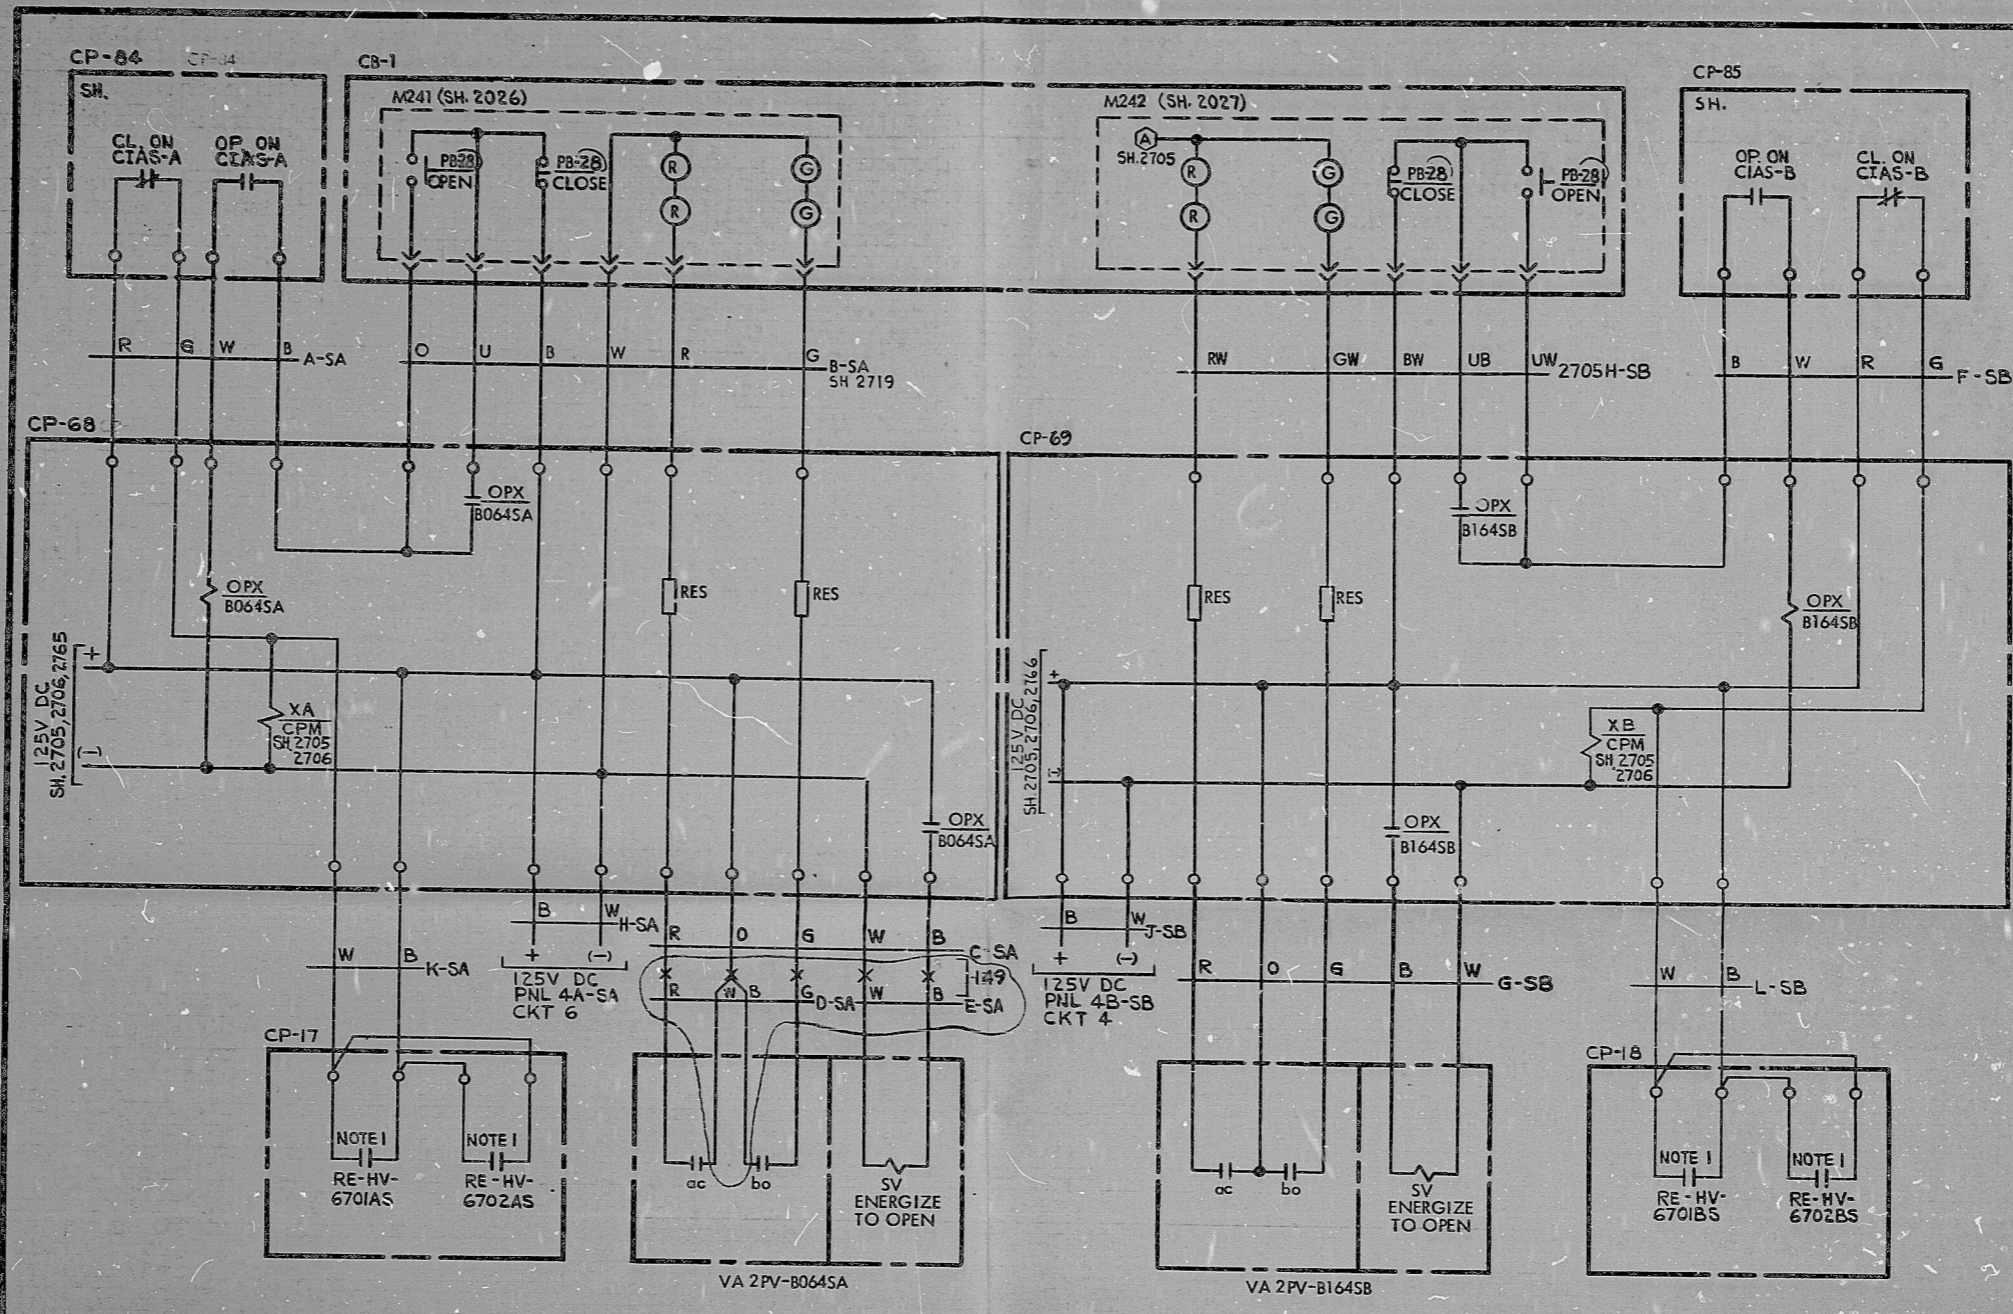 CP-84
CP-84
CB-1
CP-85
SH.
M241 (SH. 2026)
M242 (SH. 2027)
SH.
CL. ON
CIAS-A
OP. ON
CIAS-A
PB-28
OPEN
PB-28
CLOSE
R
R
G
G
A
SH.2705
R
R
G
G
PB-28
CLOSE
PB-28
OPEN
OP. ON
CIAS-B
CL. ON
CIAS-B
R
G
W
B
A-SA
O
U
B
W
R
G
B-SA
SH 2719
RW
GW
BW
UB
UW
2705H-SB
B
W
R
G
F-SB
CP-68
CP-69
OPX
B064SA
OPX
B164SB
OPX
B064SA
RES
RES
RES
RES
OPX
B164SB
125V DC
SH.2705,2706,2765
+
(-)
XA
CPM
SH.2705
2706
125V DC
SH.2705,2706,2766
+
XB
CPM
SH 2705
2706
OPX
B064SA
OPX
B164SB
B
W
H-SA
+
(-)
125V DC
PNL 4A-SA
CKT 6
W
B
K-SA
R
O
G
W
B
C-SA
149
R
W
B
G
D-SA
W
B
E-SA
B
W
J-SB
+
(-)
125V DC
PNL 4B-SB
CKT 4
R
O
G
B
W
G-SB
W
B
L-SB
CP-17
CP-18
NOTE 1
RE-HV-
6701AS
NOTE 1
RE-HV-
6702AS
ac
bo
SV
ENERGIZE
TO OPEN
VA 2PV-B064SA
ac
bo
SV
ENERGIZE
TO OPEN
VA 2PV-B164SB
NOTE 1
RE-HV-
6701BS
NOTE 1
RE-HV-
6702BS